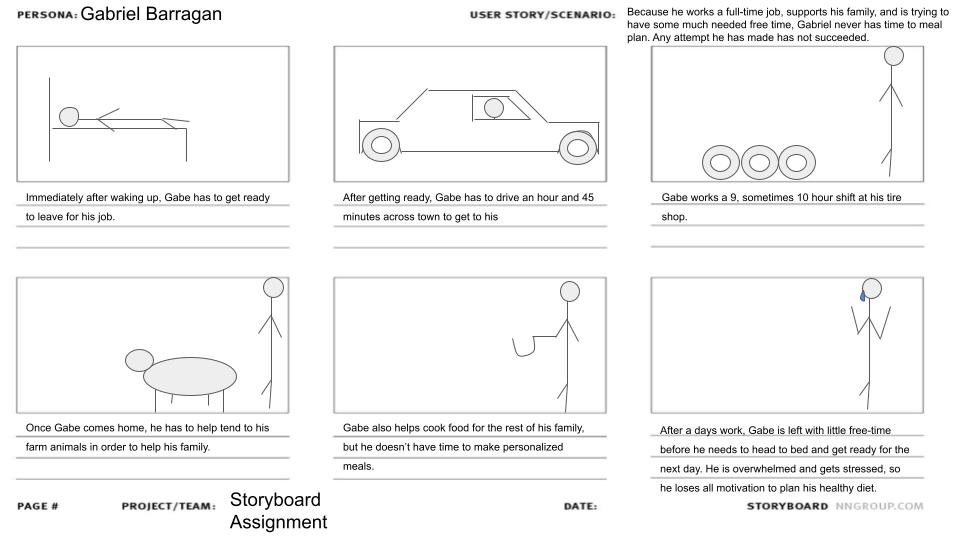 PERSONA: Gabriel Barragan
USER STORY/SCENARIO:
Because he works a full-time job, supports his family, and is trying to
have some much needed free time, Gabriel never has time to meal
plan. Any attempt he has made has not succeeded.
Immediately after waking up, Gabe has to get ready
to leave for his job.
After getting ready, Gabe has to drive an hour and 45
minutes across town to get to his
Gabe works a 9, sometimes 10 hour shift at his tire
shop.
Once Gabe comes home, he has to help tend to his
farm animals in order to help his family.
Gabe also helps cook food for the rest of his family,
but he doesn't have time to make personalized
meals.
After a days work, Gabe is left with little free-time
before he needs to head to bed and get ready for the
next day. He is overwhelmed and gets stressed, so
he loses all motivation to plan his healthy diet.
PAGE #
PROJECT/TEAM: Storyboard
Assignment
DATE:
STORYBOARD NNGROUP.COM